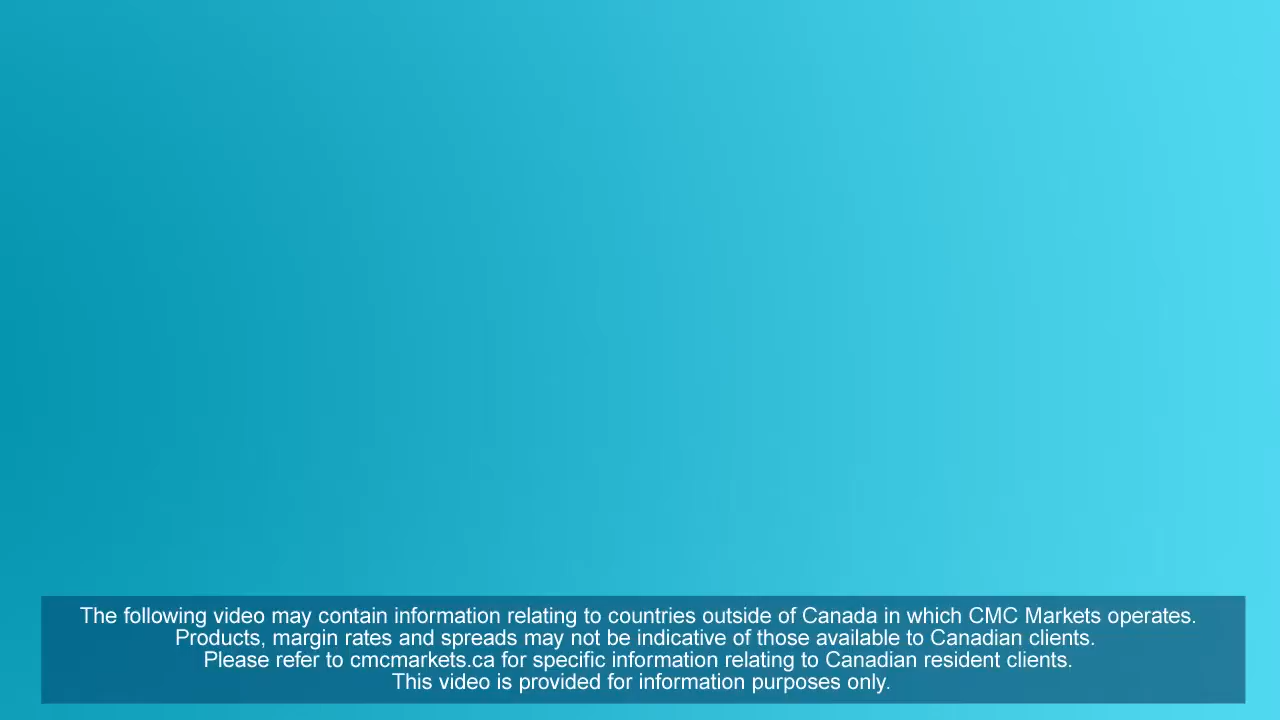 The following video may contain information relating to countries outside of Canada in which CMC Markets operates.
Products, margin rates and spreads may not be indicative of those available to Canadian clients.
Please refer to cmcmarkets.ca for specific information relating to Canadian resident clients.
This video is provided for information purposes only.